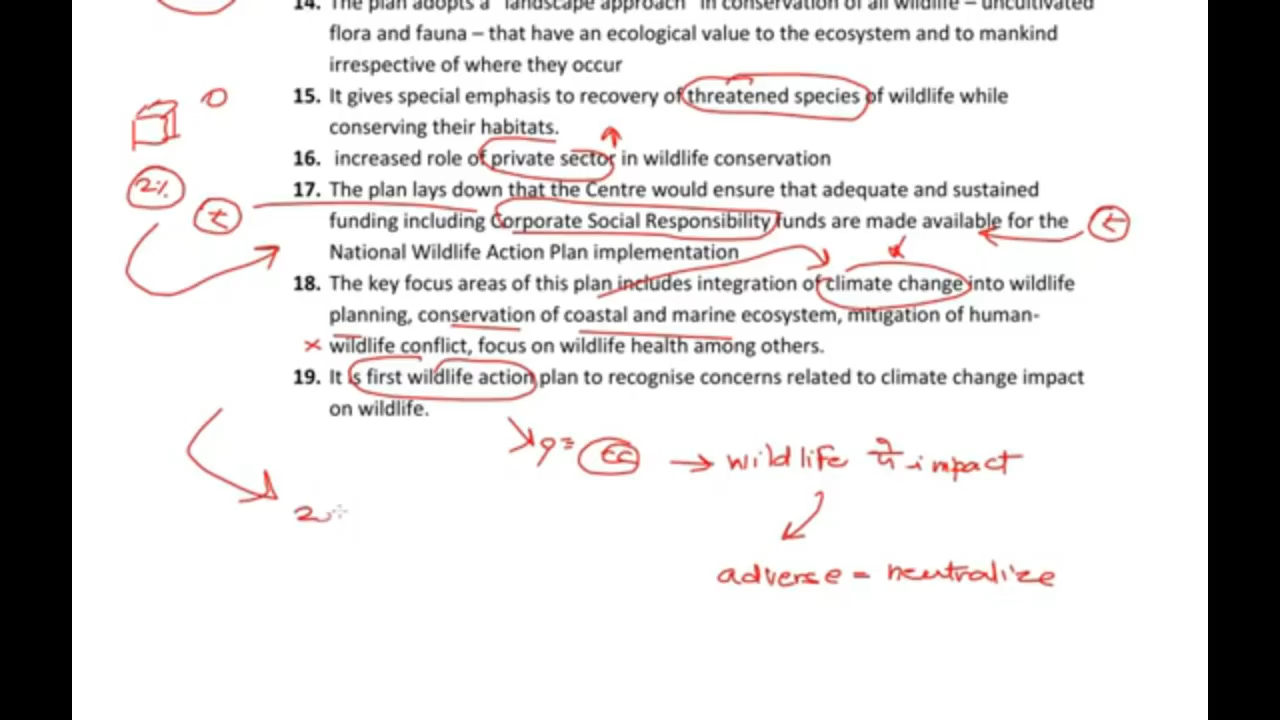 14. The plan adopts a "landscape approach" in conservation of all wildlife – uncultivated
flora and fauna – that have an ecological value to the ecosystem and to mankind
irrespective of where they occur
15. It gives special emphasis to recovery of threatened species of wildlife while
conserving their habitats.
16. increased role of private sector in wildlife conservation
2%
17. The plan lays down that the Centre would ensure that adequate and sustained
funding including Corporate Social Responsibility funds are made available for the
National Wildlife Action Plan implementation
18. The key focus areas of this plan includes integration of climate change into wildlife
planning, conservation of coastal and marine ecosystem, mitigation of human-
wildlife conflict, focus on wildlife health among others.
19. It is first wildlife action plan to recognise concerns related to climate change impact
on wildlife.
CC → wildlife impact
adverse = neutralize